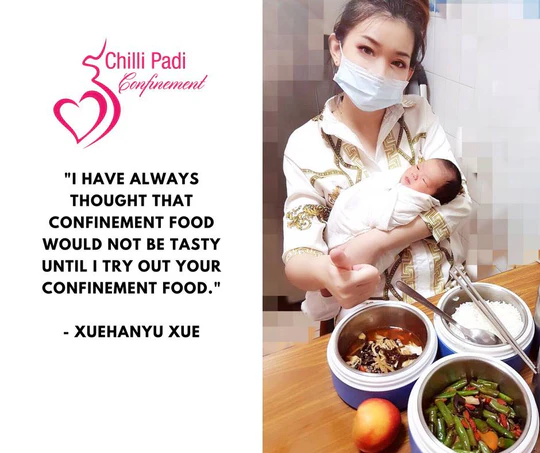 Chilli Padi
Confinement
"I HAVE ALWAYS
THOUGHT THAT
CONFINEMENT FOOD
WOULD NOT BE TASTY
UNTIL I TRY OUT YOUR
CONFINEMENT FOOD."
- XUEHANYU XUE